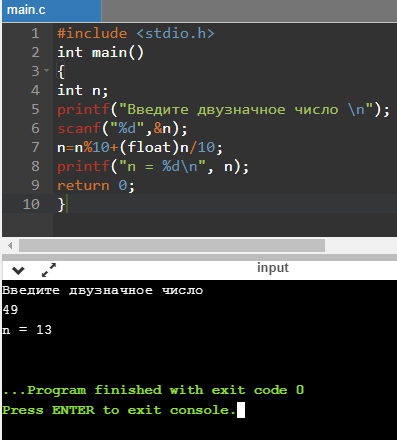 main.c
1 #include <stdio.h>
2 int main()
3 {
4 int n;
5 printf("Введите двузначное число \n");
6 scanf("%d",&n);
7 n=n%10+(float)n/10;
8 printf("n = %d\n", n);
9 return 0;
10 }
input
Введите двузначное число
49
n = 13
...Program finished with exit code 0
Press ENTER to exit console.